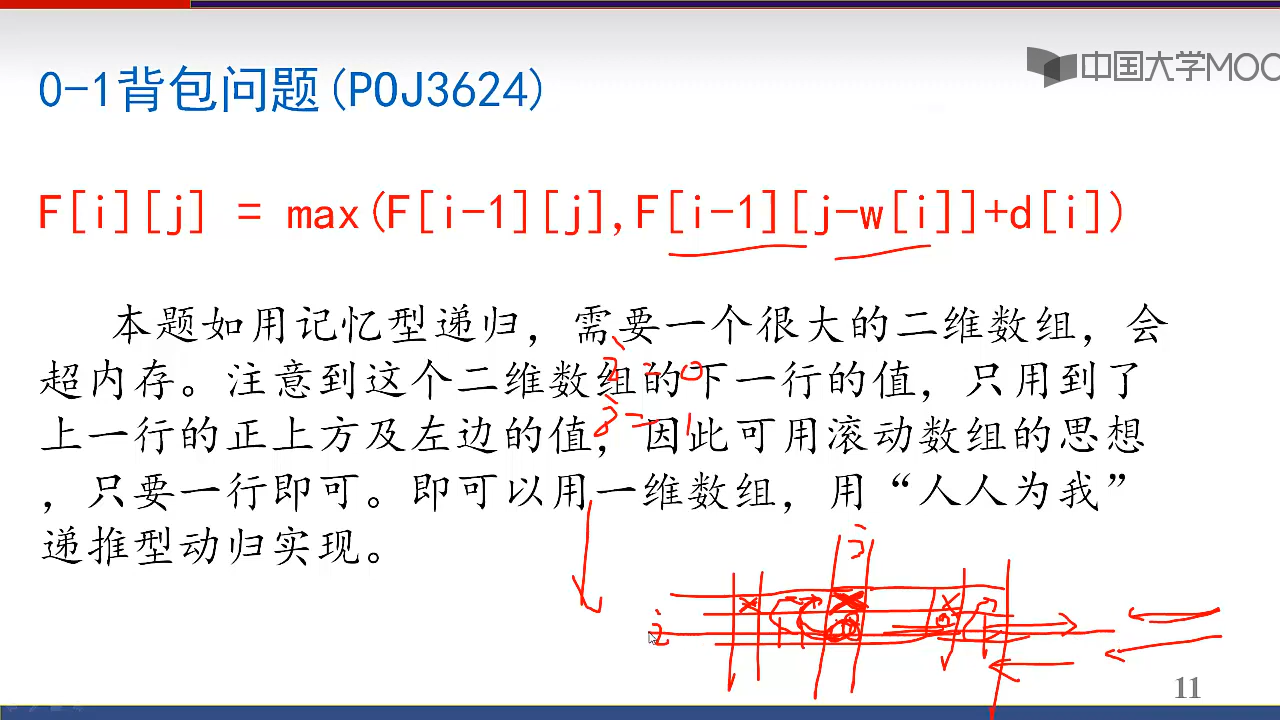 中国大学MOO
0-1背包问题(POJ3624)
F[i][j] = max(F[i-1][j],F[i-1][j-w[i]]+d[i])
本题如用记忆型递归，需要一个很大的二维数组，会
超内存。注意到这个二维数组的下一行的值，只用到了
上一行的正上方及左边的值，因此可用滚动数组的思想
，只要一行即可。即可以用一维数组，用“人人为我”
递推型动归实现。
i = 0
i = 1
j
i
11